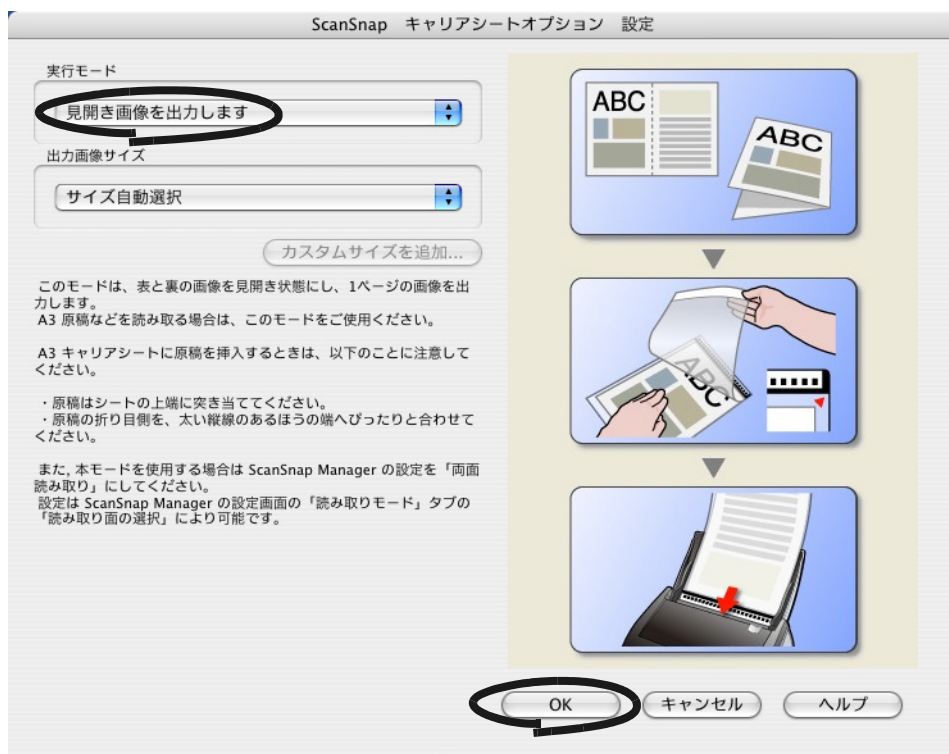 ScanSnap キャリアシートオプション 設定
実行モード
見開き画像を出力します
出力画像サイズ
サイズ自動選択
カスタムサイズを追加...
このモードは、表と裏の画像を見開き状態にし、1ページの画像を出
力します。
A3 原稿などを読み取る場合は、このモードをご使用ください。
A3 キャリアシートに原稿を挿入するときは、以下のことに注意して
ください。
・原稿はシートの上端に突き当ててください。
・原稿の折り目側を、太い縦線のあるほうの端へぴったりと合わせて
ください。
また, 本モードを使用する場合は ScanSnap Manager の設定を「両面
読み取り」にしてください。
設定は ScanSnap Manager の設定画面の「読み取りモード」タブの
「読み取り面の選択」により可能です。
ABC
ABC
ABC
OK
キャンセル
ヘルプ